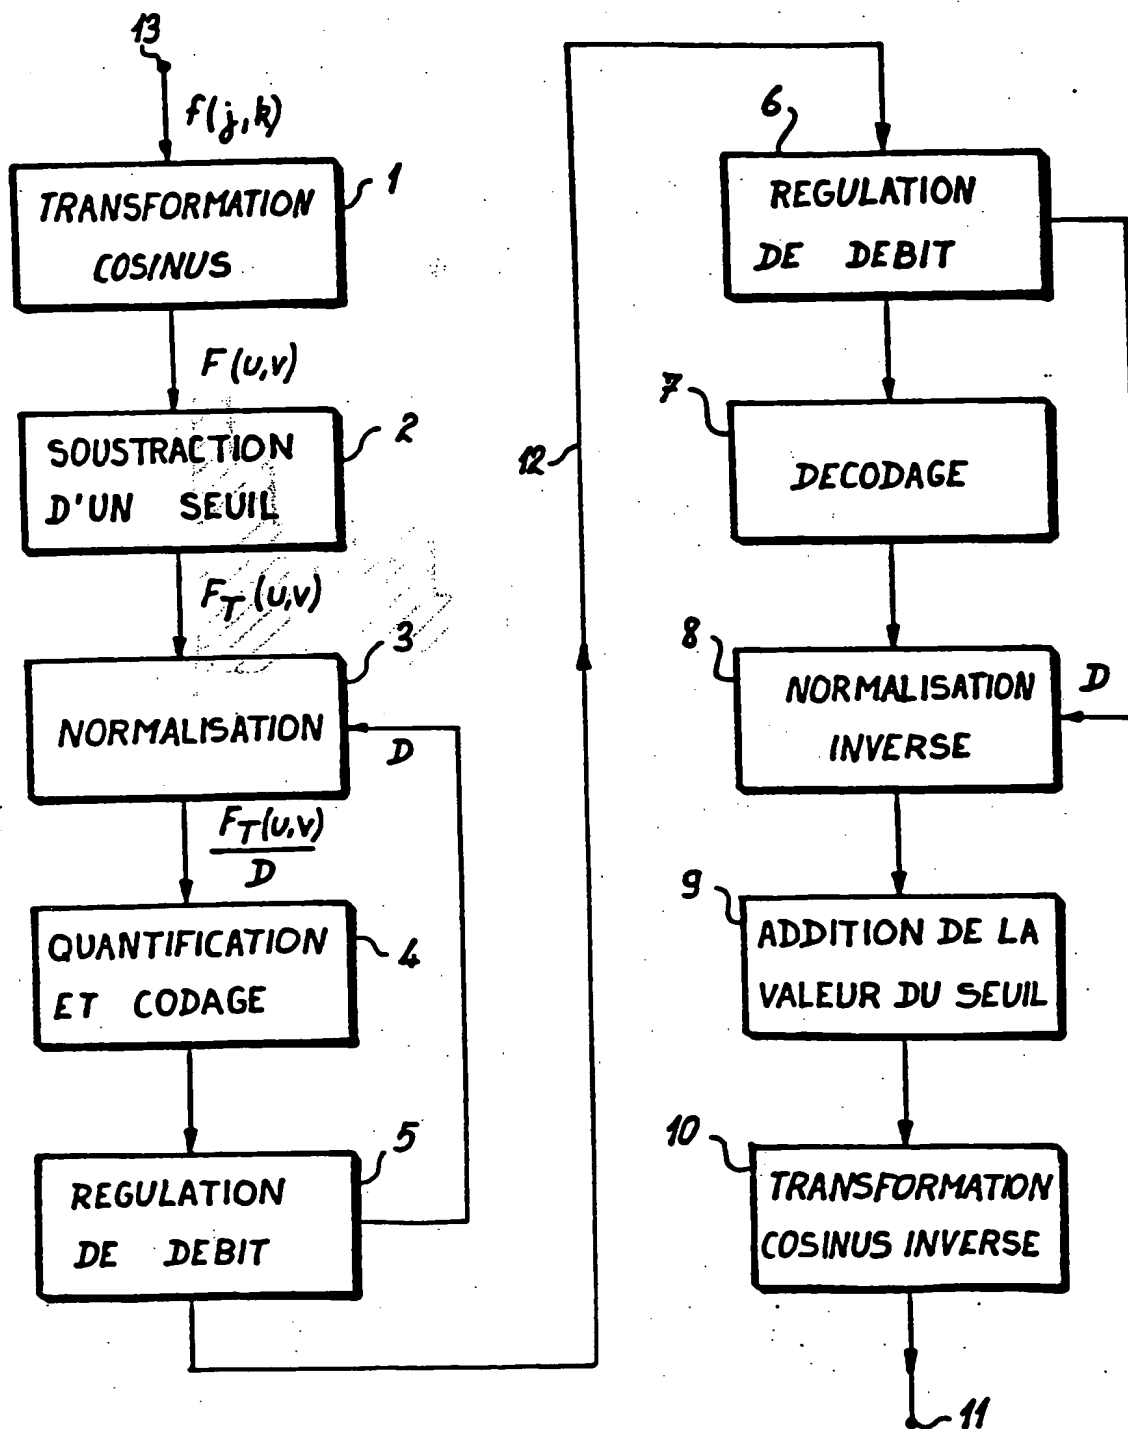 13
f(j,k)
1
TRANSFORMATION
COSINUS
F(u,v)
2
SOUSTRACTION
D'UN SEUIL
F_T(u,v)
3
NORMALISATION
D
F_T(u,v)
D
QUANTIFICATION
ET CODAGE
4
5
REGULATION
DE DEBIT
12
6
REGULATION
DE DEBIT
7
DECODAGE
8
NORMALISATION
INVERSE
D
9
ADDITION DE LA
VALEUR DU SEUIL
10
TRANSFORMATION
COSINUS INVERSE
11